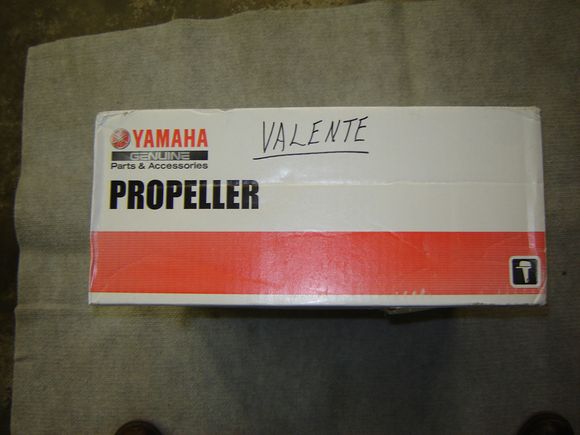 YAMAHA
VALENTE
GENUINE
Parts & Accessories
PROPELLER